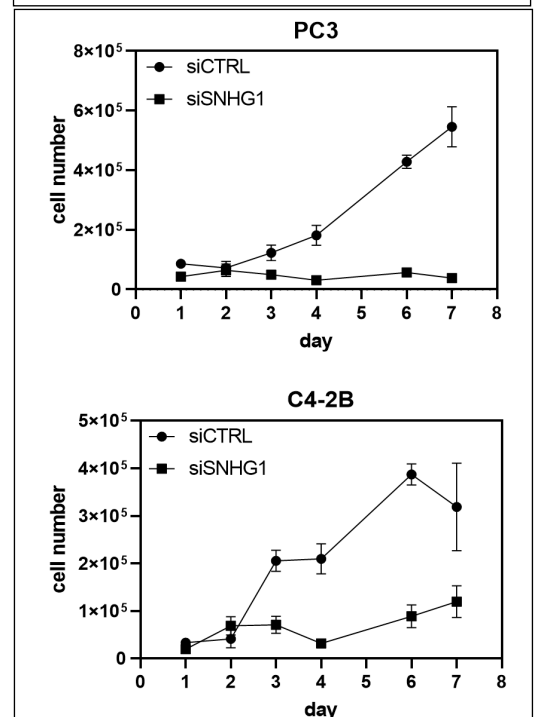 PC3
8×10⁵
siCTRL
siSNHG1
6×10⁵
4×10⁵
2×10⁵
0
cell number
0 1 2 3 4 5 6 7 8
day
C4-2B
5×10⁵
siCTRL
siSNHG1
4×10⁵
3×10⁵
2×10⁵
1×10⁵
0
cell number
0 1 2 3 4 5 6 7 8
day